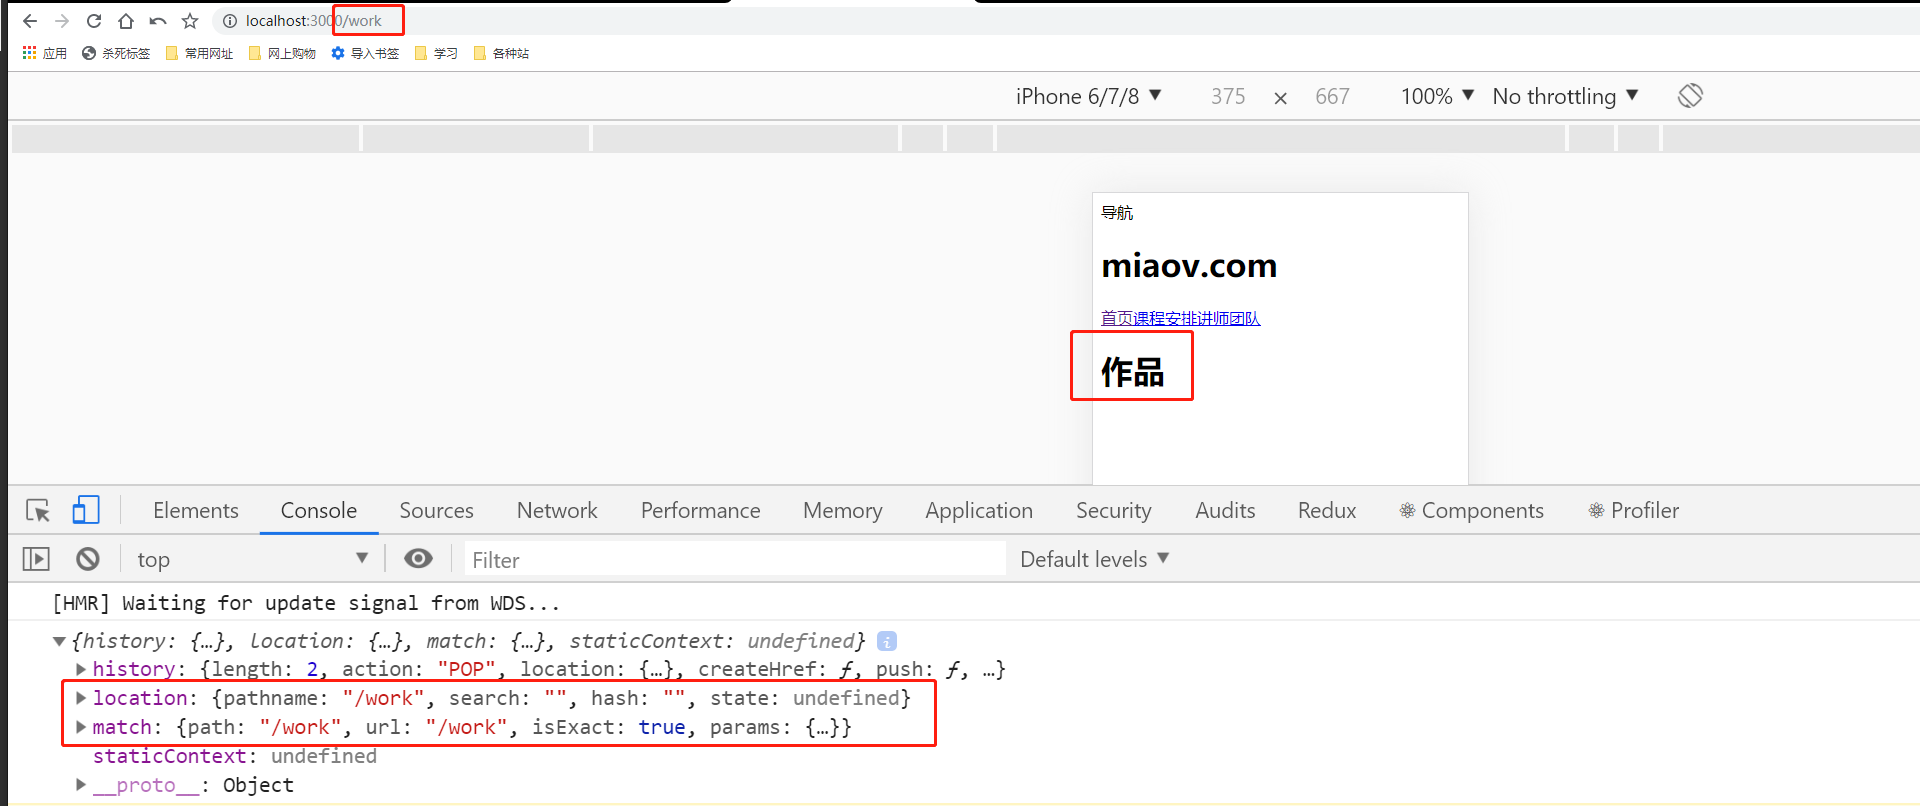 localhost:3000/work
应用 杀死标签 常用网址 网上购物 导入书签 学习 各种站
iPhone 6/7/8 ▼ 375 × 667 100% ▼ No throttling ▼
导航
miaov.com
首页课程安排讲师团队
作品
Elements Console Sources Network Performance Memory Application Security Audits Redux Components Profiler
top ▼ Filter Default levels ▼
[HMR] Waiting for update signal from WDS...
▼{history: {…}, location: {…}, match: {…}, staticContext: undefined} i
▶history: {length: 2, action: "POP", location: {…}, createHref: ƒ, push: ƒ, …}
▶location: {pathname: "/work", search: "", hash: "", state: undefined}
▶match: {path: "/work", url: "/work", isExact: true, params: {…}}
staticContext: undefined
▶__proto__: Object